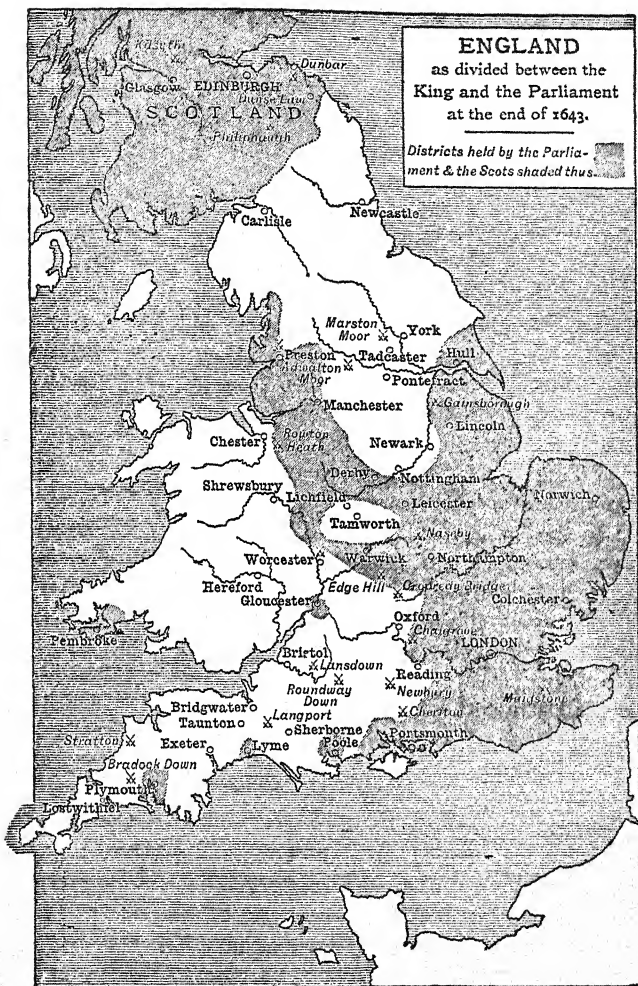 ENGLAND
as divided between the
King and the Parliament
at the end of 1643.
Districts held by the Parlia-
ment & the Scots shaded thus.
Kilsyth
Dunbar
Glasgow
EDINBURGH
Dunse Law
SCOTLAND
Philiphaugh
Carlisle
Newcastle
Marston
Moor
York
Preston
Tadcaster
Hull
Adwalton
Moor
Pontefract
Manchester
Gainsborough
Lincoln
Chester
Rowton
Heath
Newark
Derby
Nottingham
Shrewsbury
Lichfield
Leicester
Norwich
Tamworth
Naseby
Worcester
Warwick
Northampton
Hereford
Edge Hill
Cropredy Bridge
Gloucester
Colchester
Oxford
Chalgrove
Pembroke
LONDON
Bristol
Lansdown
Reading
Roundway
Down
Newbury
Maidstone
Bridgwater
Taunton
Langport
Cheriton
Sherborne
Portsmouth
Stratton
Exeter
Lyme
Poole
Bradock Down
Plymouth
Lostwithiel